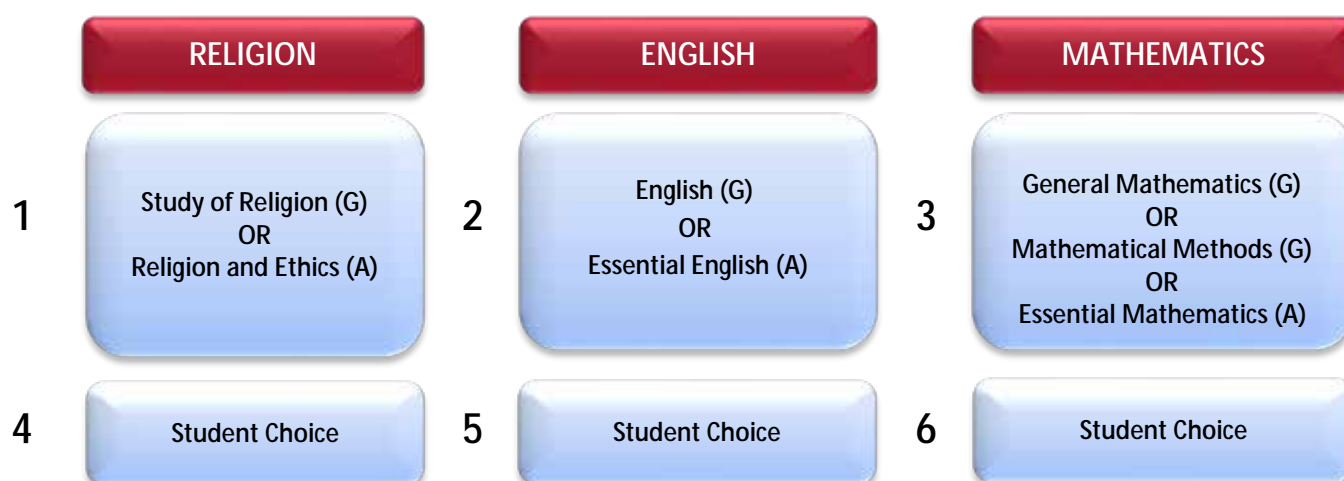 RELIGION
ENGLISH
MATHEMATICS
1
Study of Religion (G)
OR
Religion and Ethics (A)
2
English (G)
OR
Essential English (A)
3
General Mathematics (G)
OR
Mathematical Methods (G)
OR
Essential Mathematics (A)
4
Student Choice
5
Student Choice
6
Student Choice